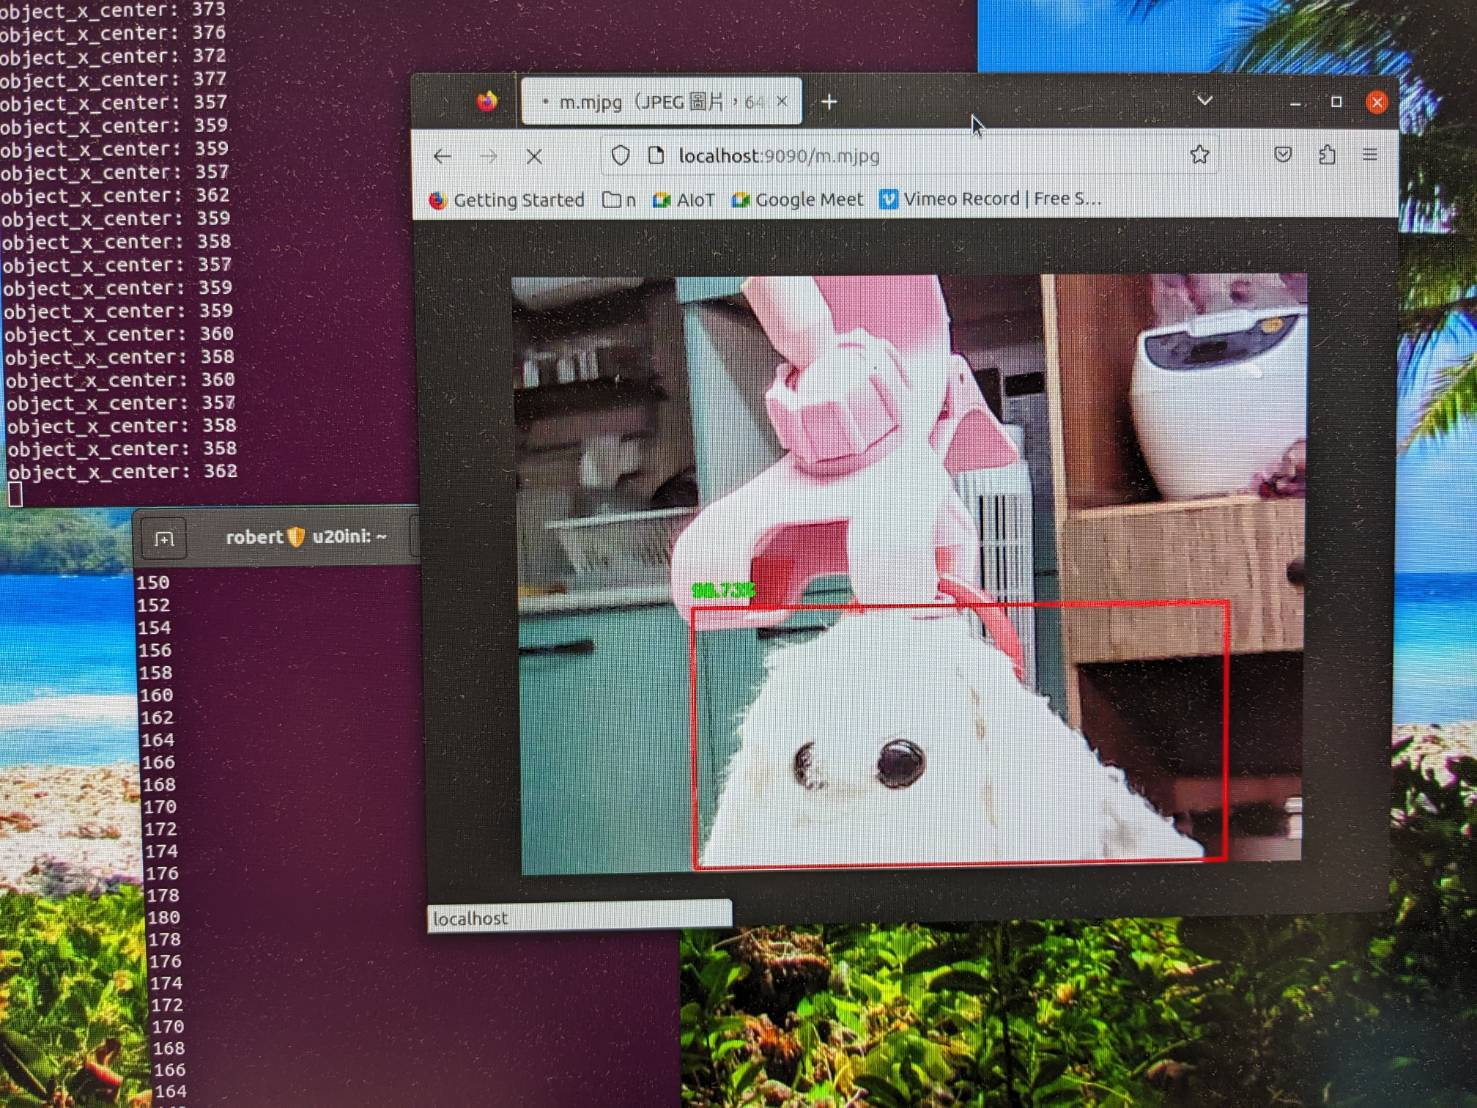 object_x_center: 373
object_x_center: 376
object_x_center: 372
object_x_center: 377
object_x_center: 357
object_x_center: 359
object_x_center: 359
object_x_center: 357
object_x_center: 362
object_x_center: 359
object_x_center: 358
object_x_center: 357
object_x_center: 359
object_x_center: 359
object_x_center: 360
object_x_center: 358
object_x_center: 360
object_x_center: 357
object_x_center: 358
object_x_center: 358
object_x_center: 362
m.mjpg（JPEG 圖片，64
localhost:9090/m.mjpg
Getting Started n AIoT Google Meet Vimeo Record | Free S...
localhost
robert u20ini: ~
150
152
154
156
158
160
162
164
166
168
170
172
174
176
178
180
178
176
174
172
170
168
166
164